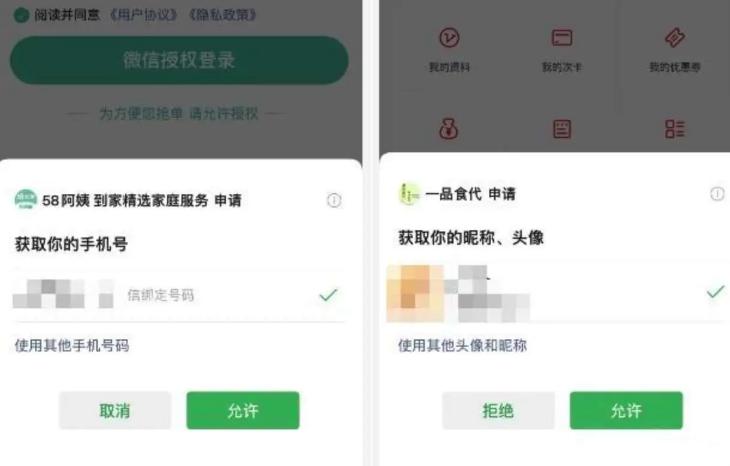 阅读并同意《用户协议》《隐私政策》
微信授权登录
为方便您抢单 请允许授权
58阿姨 到家精选家庭服务 申请
获取你的手机号
信绑定号码
使用其他手机号码
取消
允许
我的资料
我的次卡
我的优惠券
一品食代 申请
获取你的昵称、头像
使用其他头像和昵称
拒绝
允许